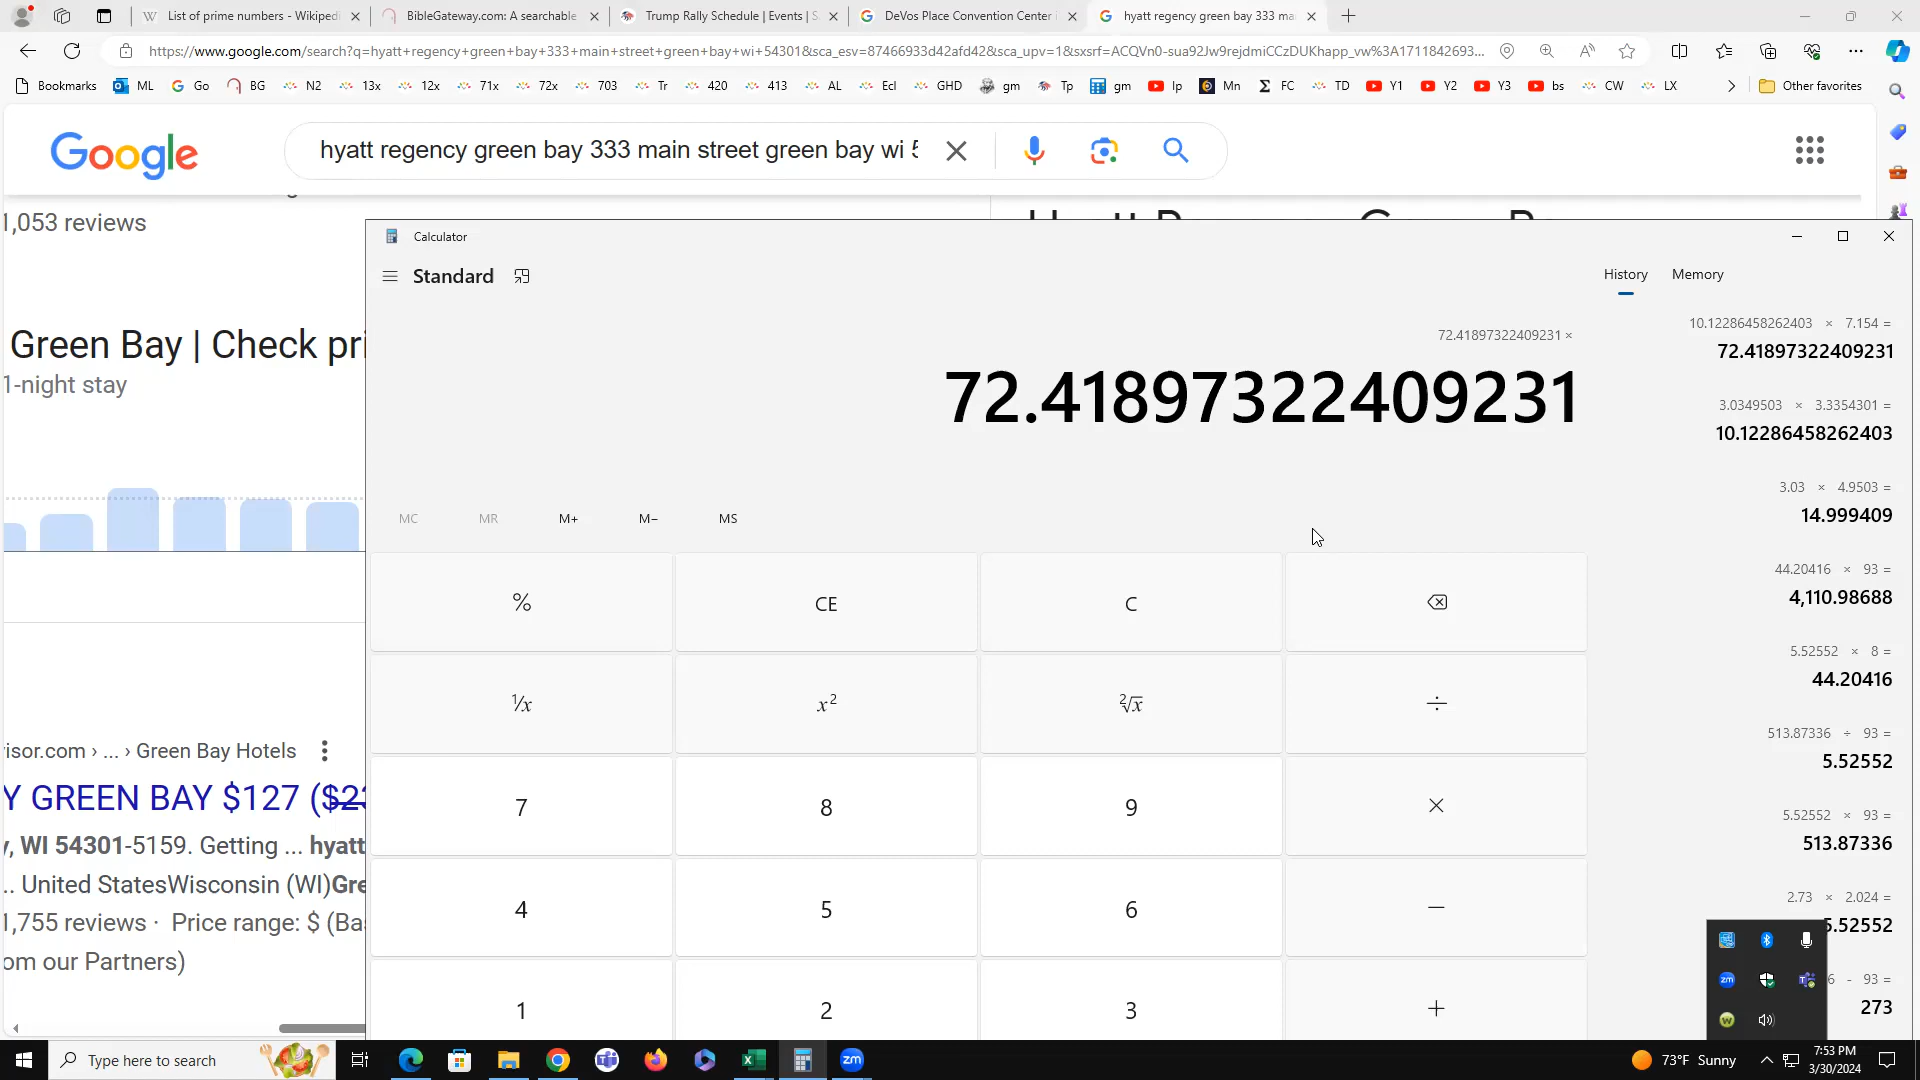 List of prime numbers - Wikiped
BibleGateway.com: A searchable
Trump Rally Schedule | Events | S
DeVos Place Convention Center
hyatt regency green bay 333 mai
https://www.google.com/search?q=hyatt+regency+green+bay+333+main+street+green+bay+wi+54301&sca_esv=87466933d42afd42&sca_upv=1&sxsrf=ACQVn0-sua92Jw9rejdmiCCzDUKhapp_vw%3A1711842693...
Bookmarks ML Go BG N2 13x 12x 71x 72x 703 Tr 420 413 AL Ecl GHD gm Tp gm Ip Mn FC TD Y1 Y2 Y3 bs CW LX Other favorites
Google
hyatt regency green bay 333 main street green bay wi 5
1,053 reviews
Green Bay | Check pri
1-night stay
isor.com › ... › Green Bay Hotels
Y GREEN BAY $127 ($23
, WI 54301-5159. Getting ... hyatt
.. United StatesWisconsin (WI)Gre
1,755 reviews · Price range: $ (Ba
om our Partners)
Calculator
Standard
History Memory
72.41897322409231 ×
72.41897322409231
MC MR M+ M− MS
% CE C
¹/x x² ²√x ÷
7 8 9 ×
4 5 6 −
1 2 3 +
10.12286458262403 × 7.154 =
72.41897322409231
3.0349503 × 3.3354301 =
10.12286458262403
3.03 × 4.9503 =
14.999409
44.20416 × 93 =
4,110.98688
5.52552 × 8 =
44.20416
513.87336 ÷ 93 =
5.52552
5.52552 × 93 =
513.87336
2.73 × 2.024 =
5.52552
6 - 93 =
273
zm
Type here to search
zm
73°F Sunny
7:53 PM
3/30/2024